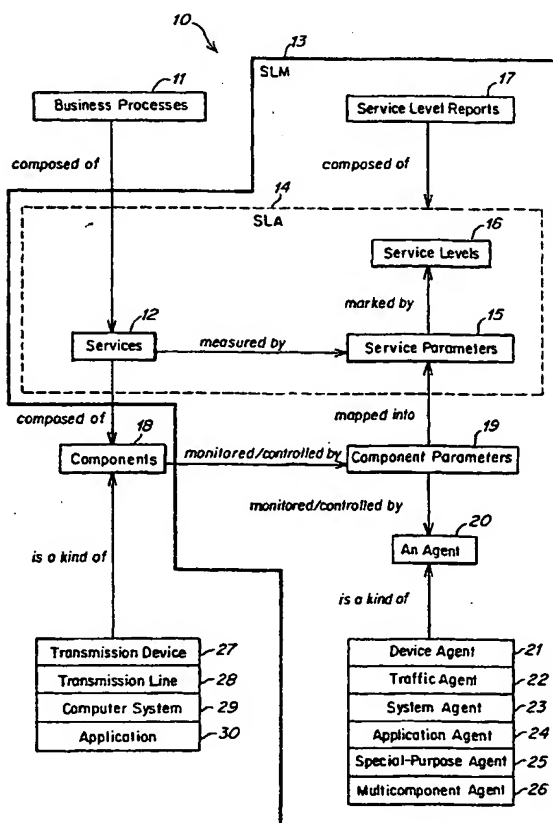 10
13
SLM
11
Business Processes
17
Service Level Reports
composed of
composed of
14
SLA
16
Service Levels
marked by
12
Services
measured by
15
Service Parameters
composed of
mapped into
18
Components
monitored/controlled by
19
Component Parameters
monitored/controlled by
20
An Agent
is a kind of
is a kind of
Transmission Device 27
Transmission Line 28
Computer System 29
Application 30
Device Agent 21
Traffic Agent 22
System Agent 23
Application Agent 24
Special-Purpose Agent 25
Multicomponent Agent 26